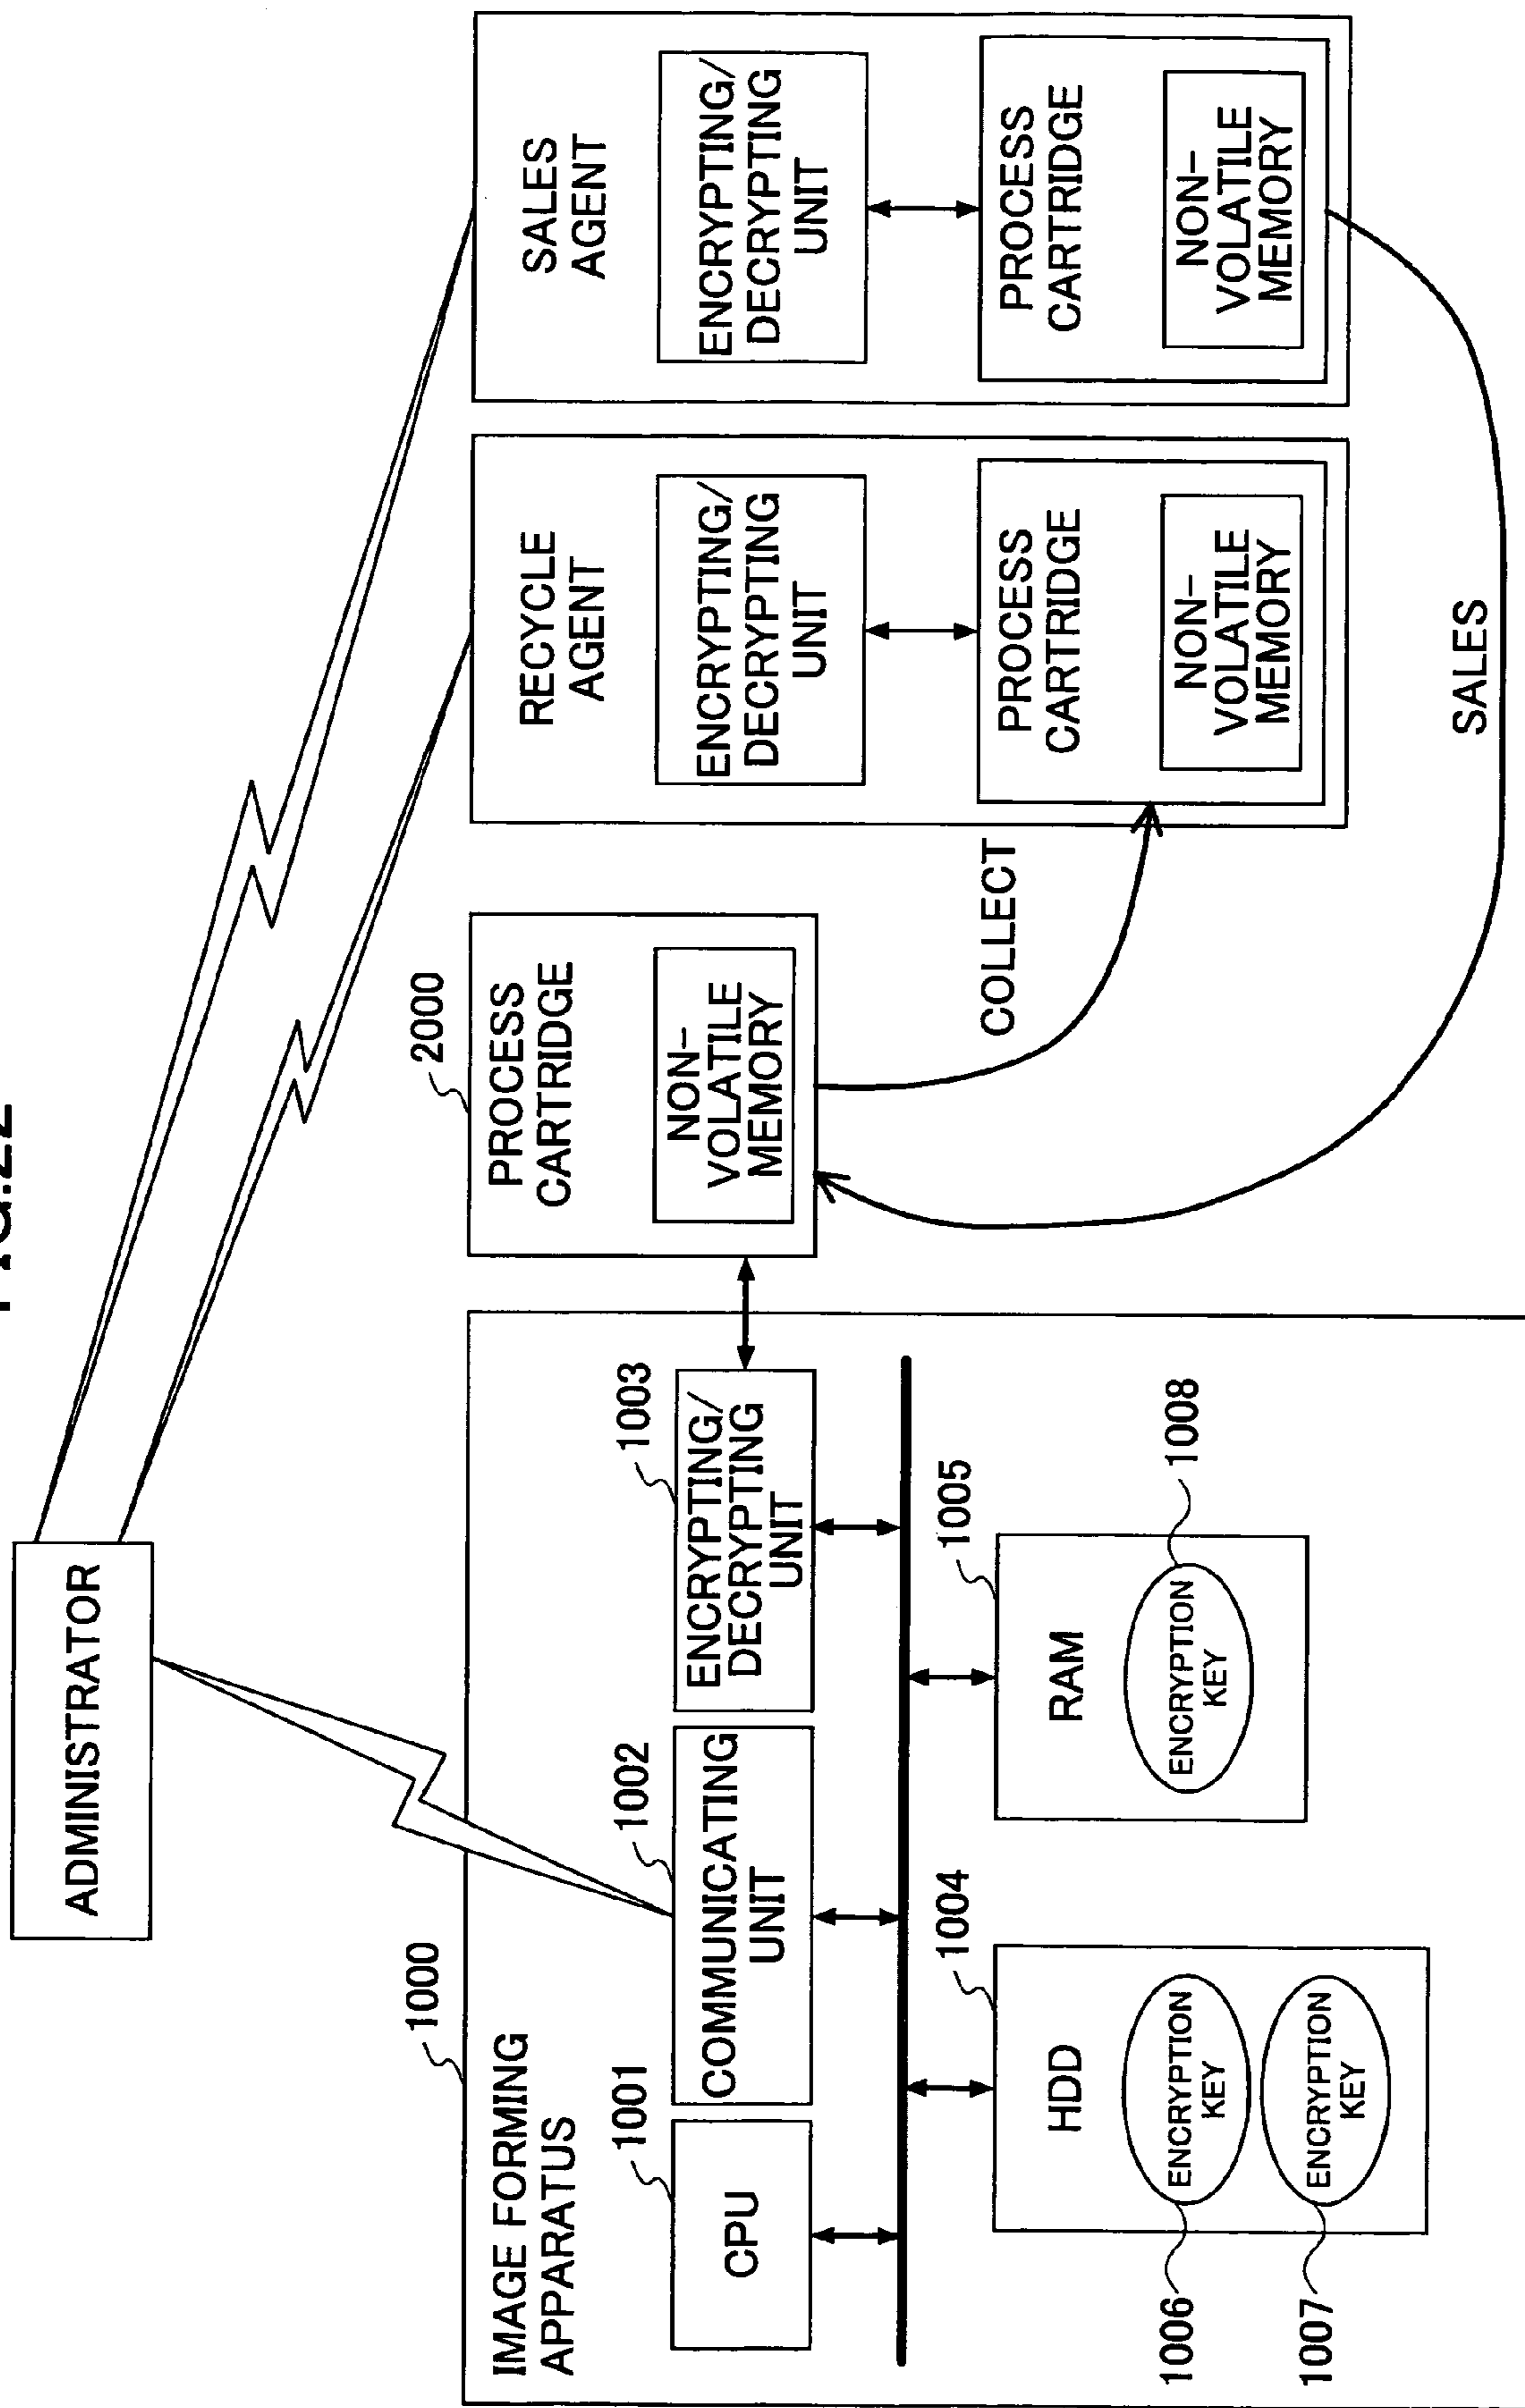 FIG.22
ADMINISTRATOR
1000
IMAGE FORMING
APPARATUS
1001
CPU
1002
COMMUNICATING
UNIT
1003
ENCRYPTING/
DECRYPTING
UNIT
1004
HDD
ENCRYPTION
KEY
1006
ENCRYPTION
KEY
1007
1005
RAM
ENCRYPTION
KEY
1008
2000
PROCESS
CARTRIDGE
NON-
VOLATILE
MEMORY
COLLECT
RECYCLE
AGENT
ENCRYPTING/
DECRYPTING
UNIT
PROCESS
CARTRIDGE
NON-
VOLATILE
MEMORY
SALES
AGENT
ENCRYPTING/
DECRYPTING
UNIT
PROCESS
CARTRIDGE
NON-
VOLATILE
MEMORY
SALES